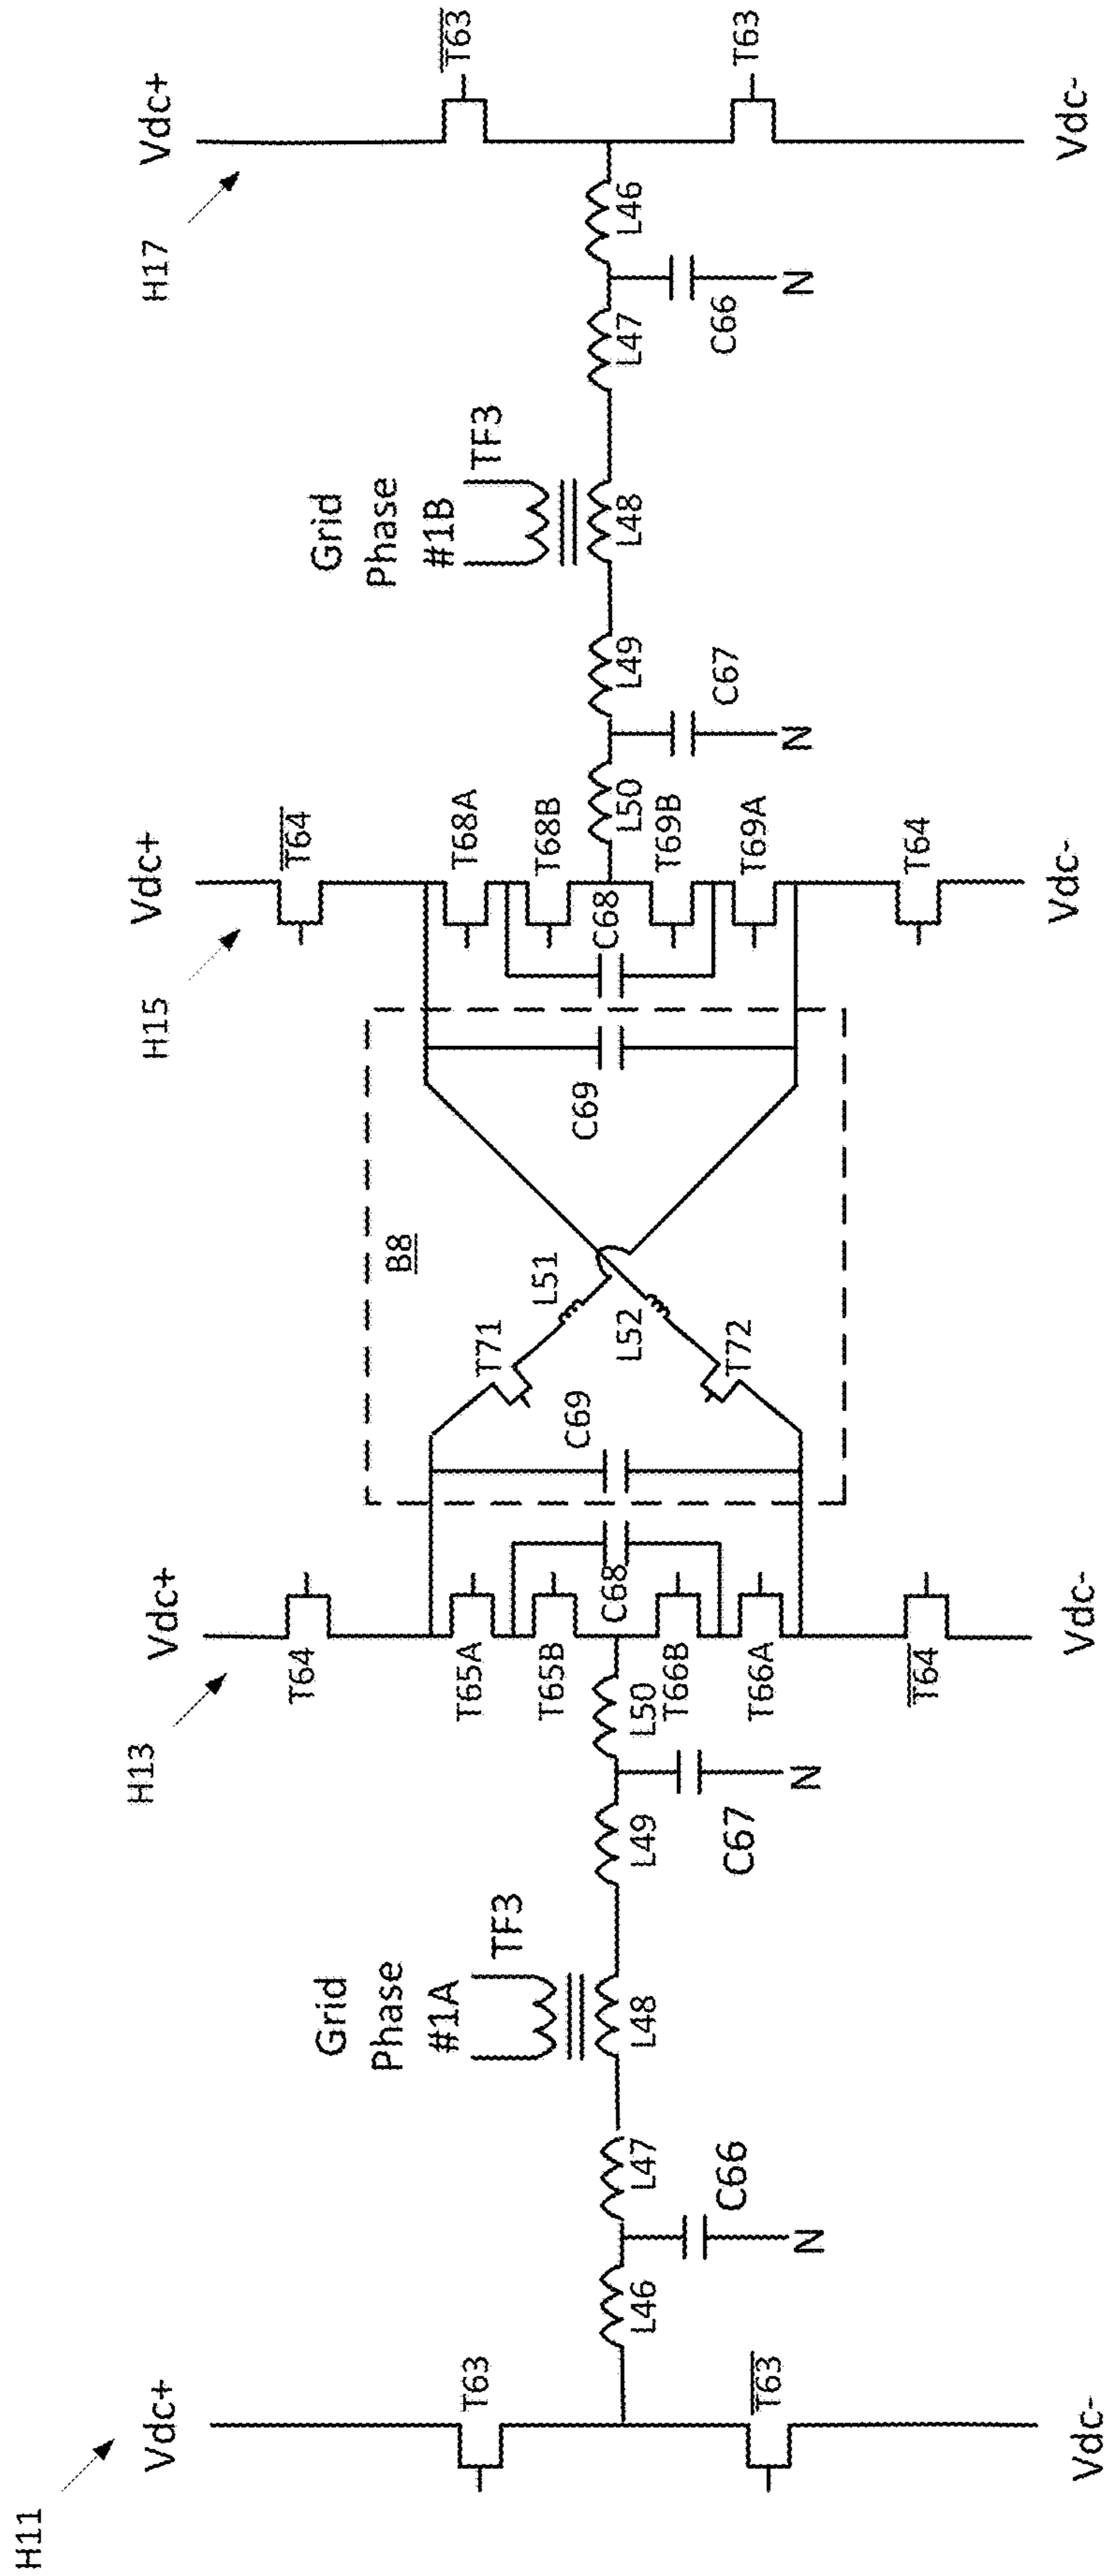 H11
Vdc+
T63
T63
Vdc-
L46
C66
N
L47
Grid
Phase
#1A
TF3
L48
L49
C67
N
L50
H13
Vdc+
T64
T65A
T65B
C68
T66B
T66A
T64
Vdc-
B8
C69
T71
L51
L52
T72
C69
H15
Vdc+
T64
T68A
T68B
C68
T69B
T69A
T64
Vdc-
L50
C67
N
L49
Grid
Phase
#1B
TF3
L48
L47
C66
N
L46
H17
Vdc+
T63
T63
Vdc-